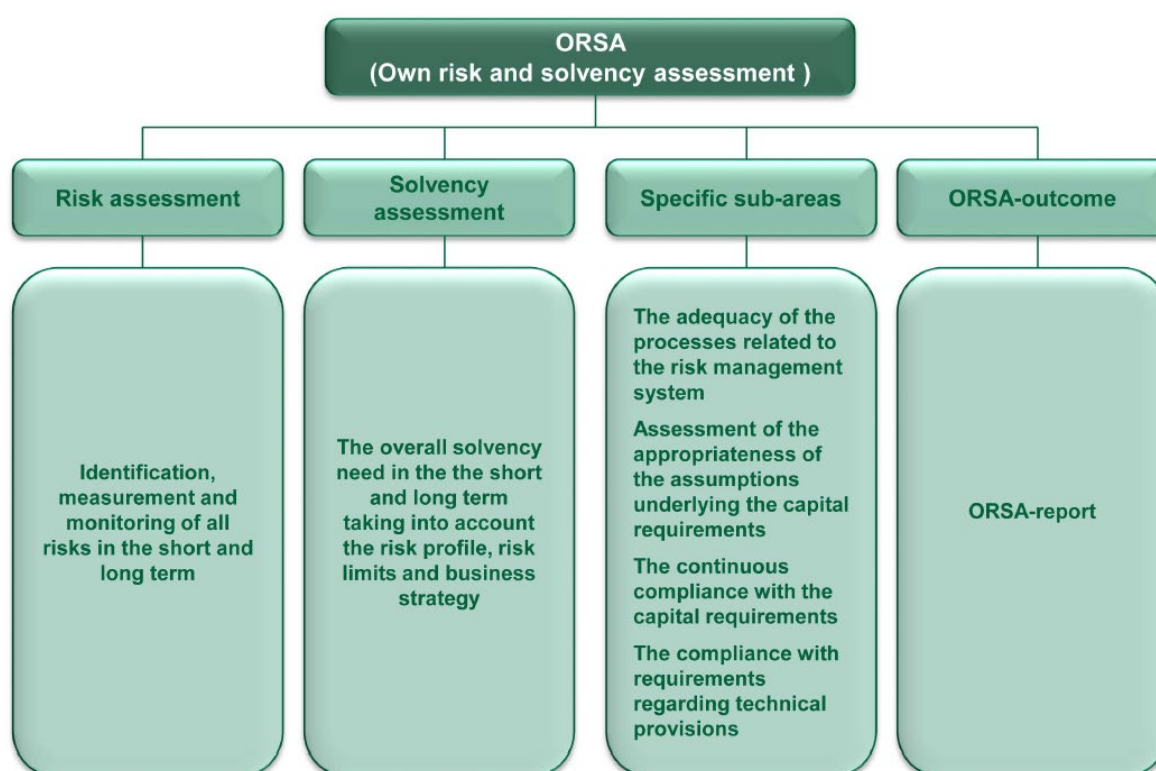 ORSA
(Own risk and solvency assessment )
Risk assessment
Solvency
assessment
Specific sub-areas
ORSA-outcome
Identification,
measurement and
monitoring of all
risks in the short and
long term
The overall solvency
need in the the short
and long term
taking into account
the risk profile, risk
limits and business
strategy
The adequacy of the
processes related to
the risk management
system
Assessment of the
appropriateness of
the assumptions
underlying the capital
requirements
The continuous
compliance with the
capital requirements
The compliance with
requirements
regarding technical
provisions
ORSA-report